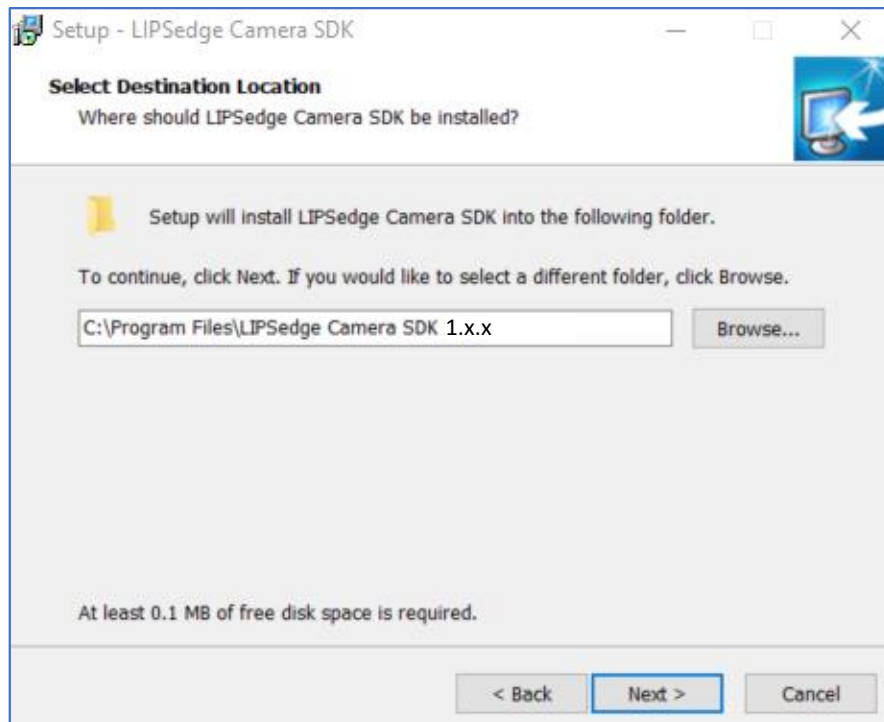 Setup - LIPSedge Camera SDK
Select Destination Location
Where should LIPSedge Camera SDK be installed?
Setup will install LIPSedge Camera SDK into the following folder.
To continue, click Next. If you would like to select a different folder, click Browse.
C:\Program Files\LIPSedge Camera SDK 1.x.x
Browse...
At least 0.1 MB of free disk space is required.
< Back
Next >
Cancel